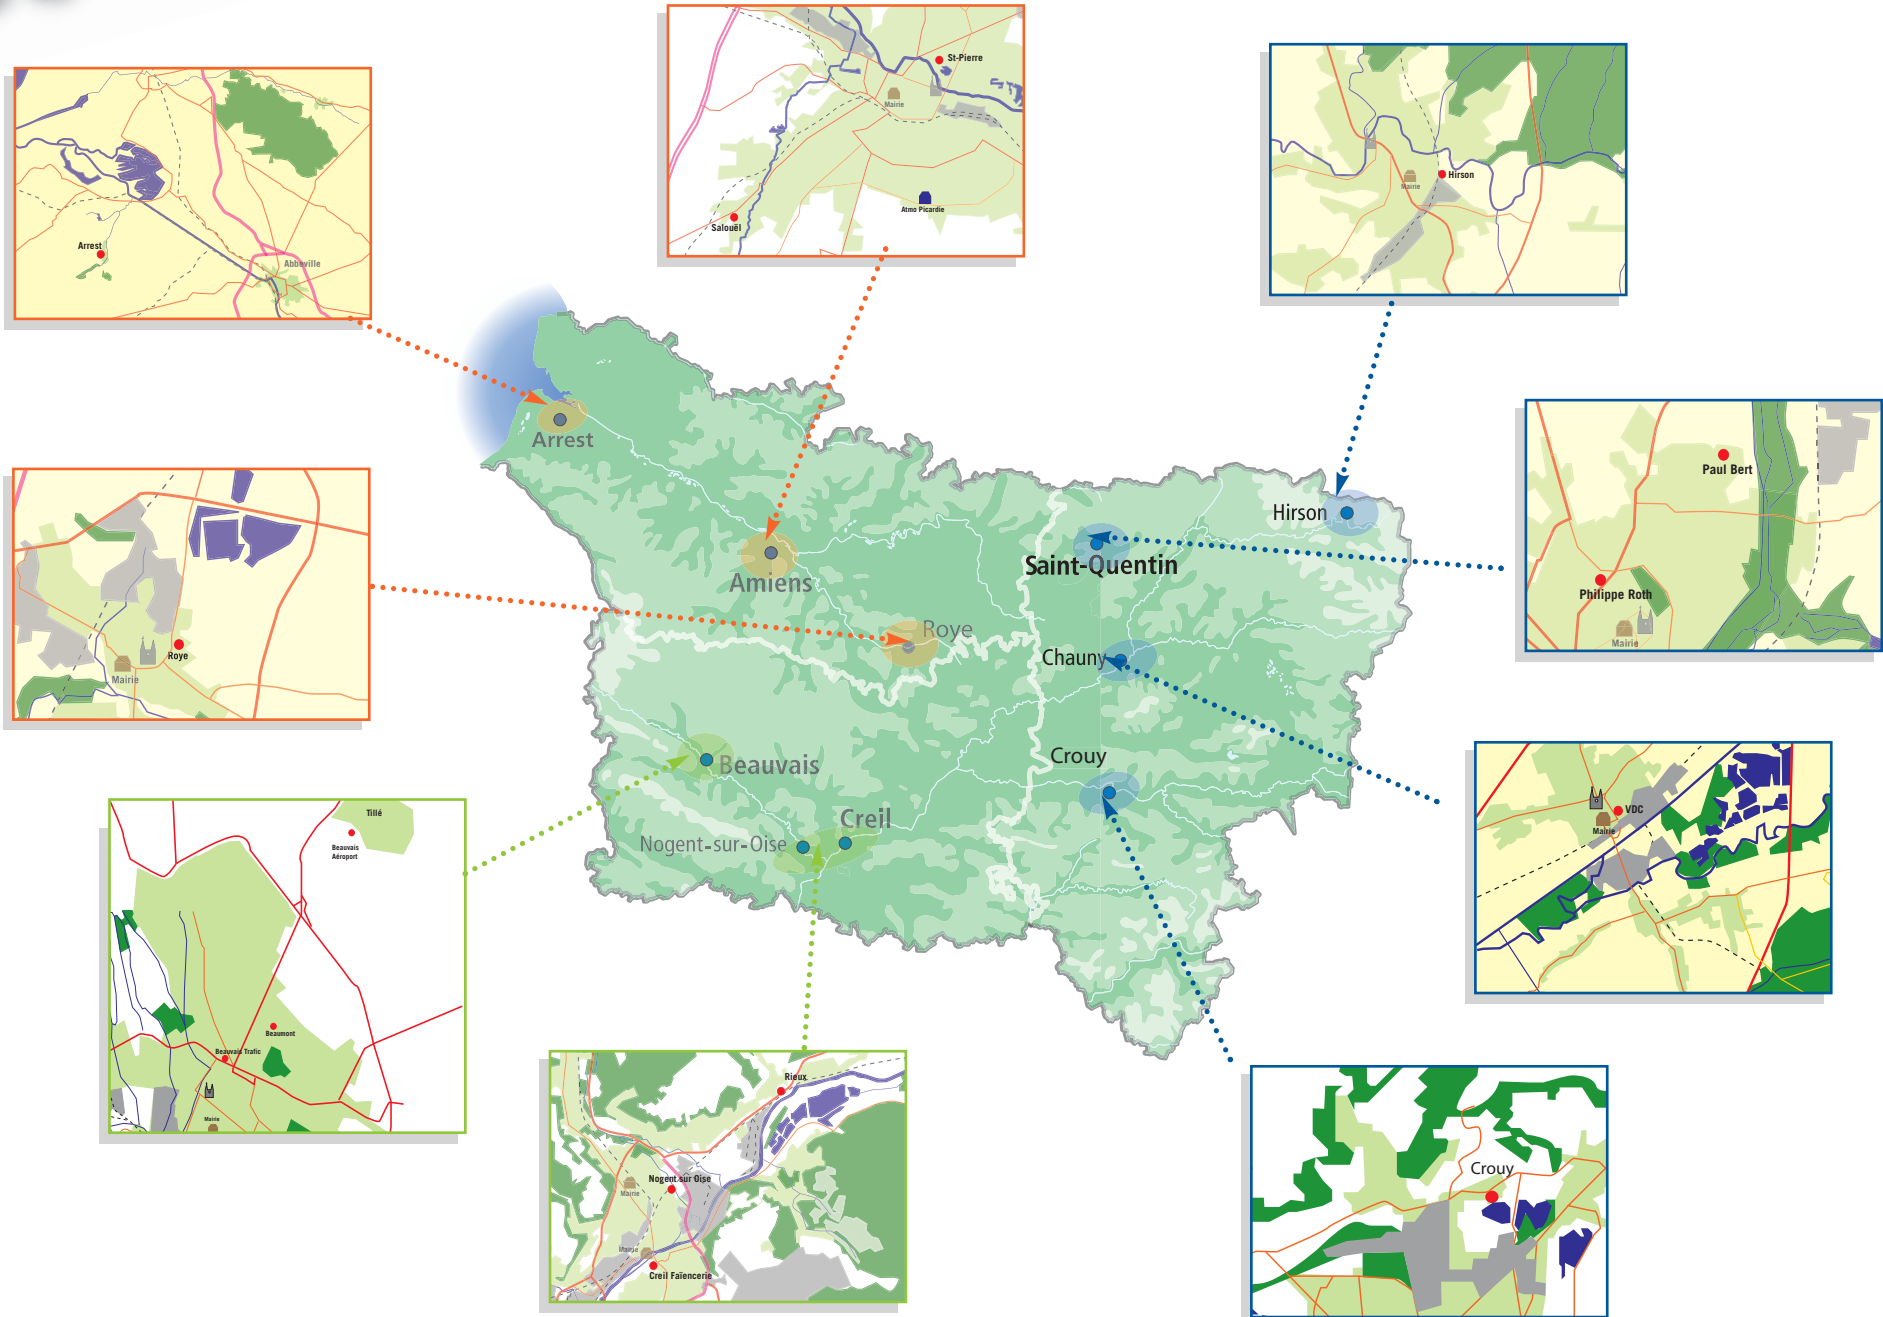 St-Pierre
Mairie
Atmo Picardie
Salouël
Arrest
Abbeville
Hirson
Mairie
Paul Bert
Philippe Roth
Mairie
Roye
Mairie
Arrest
Amiens
Roye
Beauvais
Creil
Nogent-sur-Oise
Hirson
Saint-Quentin
Chauny
Crouy
VDC
Mairie
Tillé
Beauvais
Aéroport
Beaumont
Beauvais Trafic
Mairie
Rieux
Nogent sur Oise
Mairie
Mairie
Creil Faïencerie
Crouy